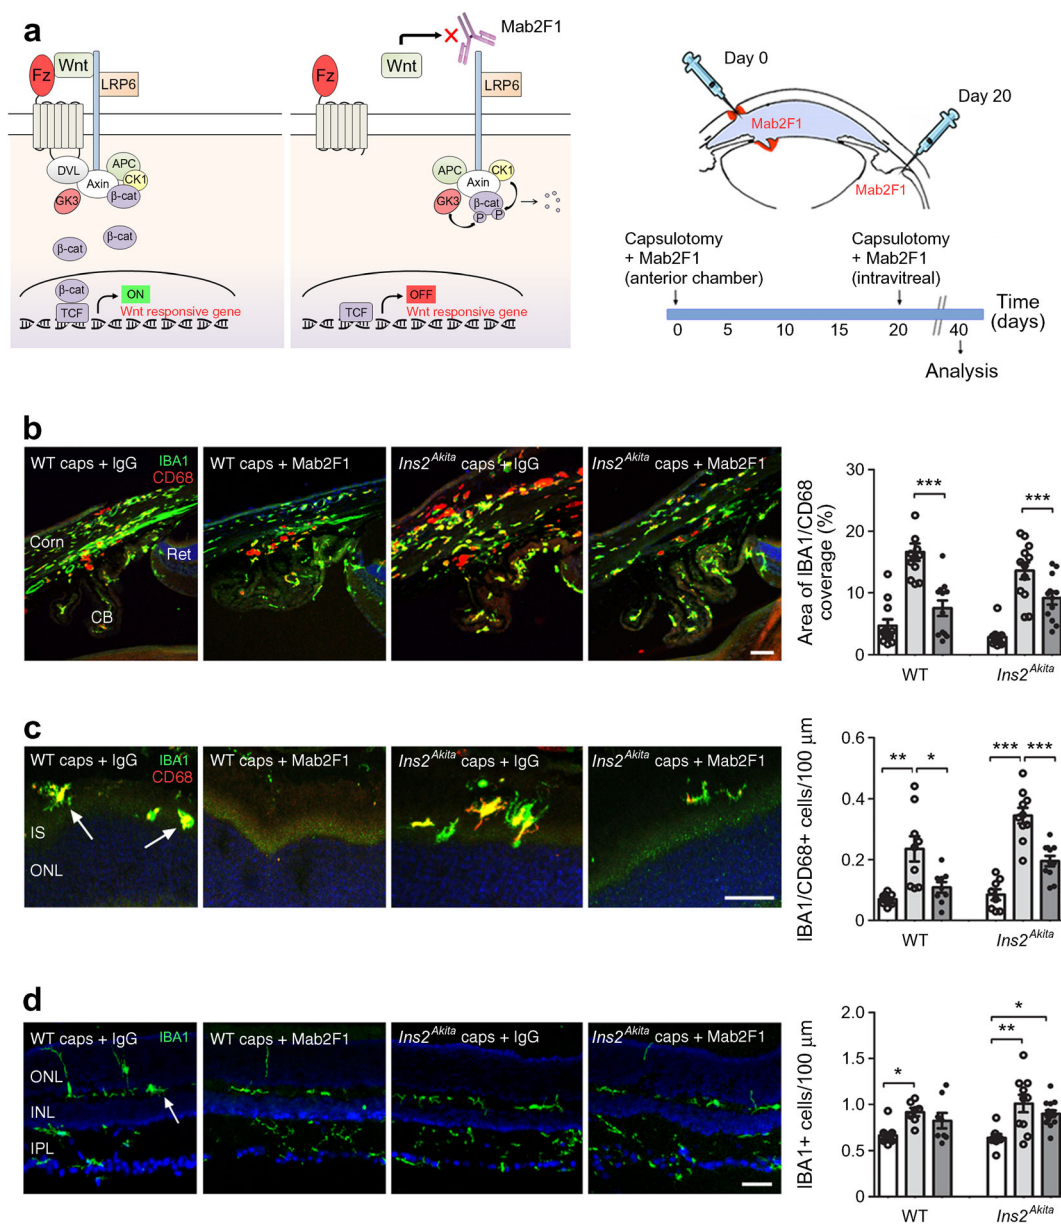 a
Fz
Wnt
LRP6
DVL
Axin
APC
CK1
GK3
β-cat
β-cat
β-cat
β-cat
TCF
ON
Wnt responsive gene
Mab2F1
Fz
Wnt
LRP6
APC
Axin
CK1
GK3
β-cat
P
P
TCF
OFF
Wnt responsive gene
Day 0
Mab2F1
Day 20
Mab2F1
Capsulotomy
+ Mab2F1
(anterior chamber)
Capsulotomy
+ Mab2F1
(intravitreal)
0 5 10 15 20 40
Time
(days)
Analysis
b
WT caps + IgG
IBA1
CD68
Corn
Ret
CB
WT caps + Mab2F1
Ins2Akita caps + IgG
Ins2Akita caps + Mab2F1
Area of IBA1/CD68
coverage (%)
30
20
10
0
***
***
WT
Ins2Akita
c
WT caps + IgG
IBA1
CD68
IS
ONL
WT caps + Mab2F1
Ins2Akita caps + IgG
Ins2Akita caps + Mab2F1
IBA1/CD68+ cells/100 µm
0.6
0.4
0.2
0
**
*
***
***
WT
Ins2Akita
d
WT caps + IgG
IBA1
ONL
INL
IPL
WT caps + Mab2F1
Ins2Akita caps + IgG
Ins2Akita caps + Mab2F1
IBA1+ cells/100 µm
2.0
1.5
1.0
0.5
0
*
**
*
WT
Ins2Akita